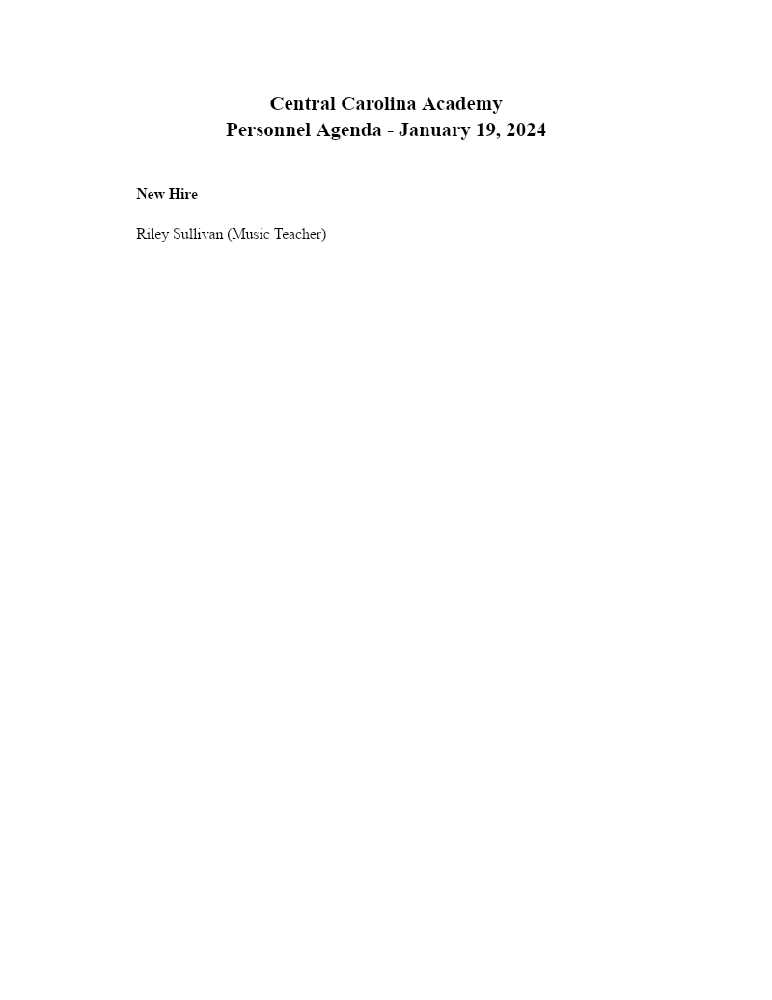 Central Carolina Academy
Personnel Agenda - January 19, 2024
New Hire
Riley Sullivan (Music Teacher)